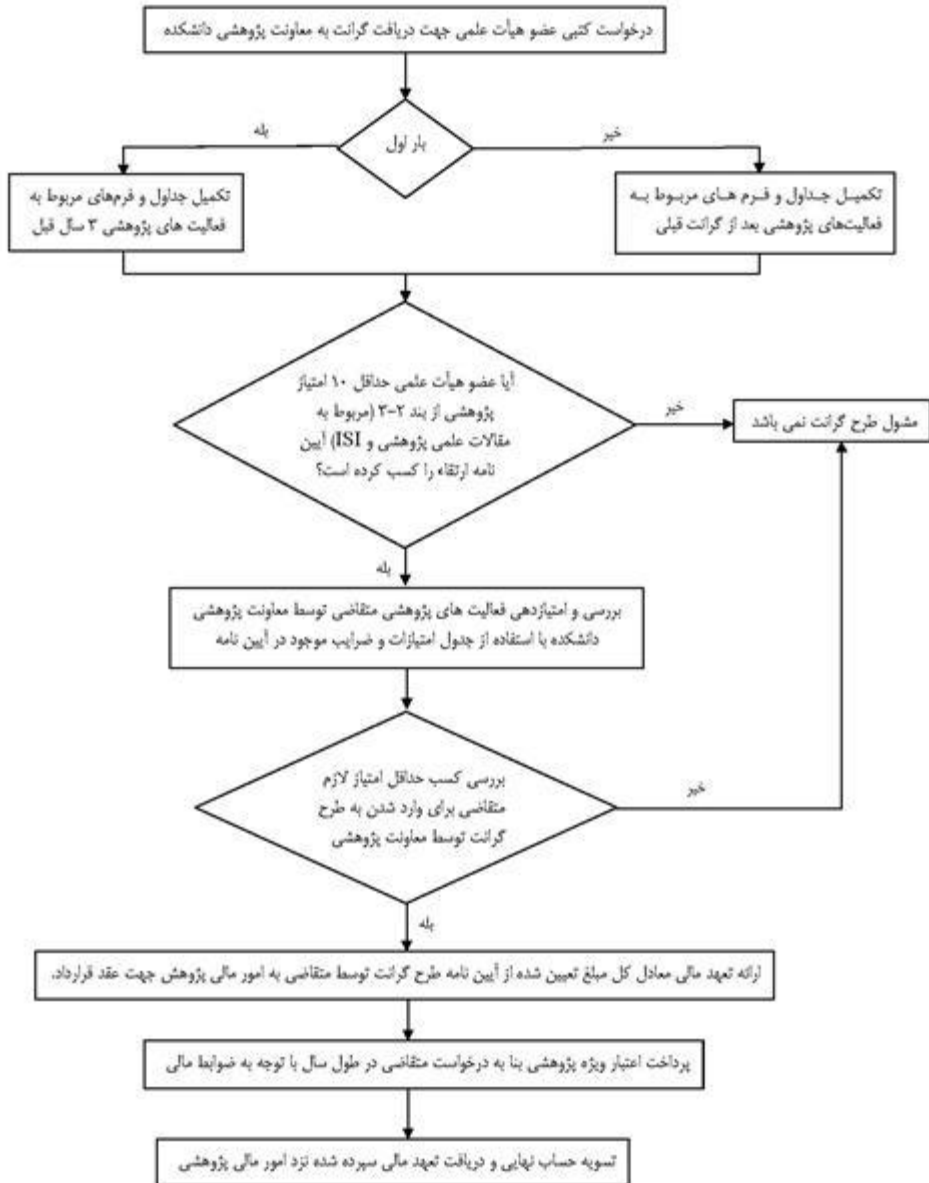 درخواست کتبی عضو هیأت علمی جهت دریافت گرانت به معاونت پژوهشی دانشکده
بار اول
خیر
بله
تکمیـل جـداول و فـرم هـای مربـوط بـه
فعالیت‌های پژوهشی بعد از گرانت قبلی
تکمیل جداول و فرم‌های مربوط به
فعالیت های پژوهشی ۳ سال قبل
آیا عضو هیأت علمی حداقل ۱۰ امتیاز
پژوهشی از بند ۲-۳ (مربوط به
مقالات علمی پژوهشی و ISI) آیین
نامه ارتقاء را کسب کرده است؟
خیر
مشول طرح گرانت نمی باشد
بله
بررسی و امتیازدهی فعالیت های پژوهشی متقاضی توسط معاونت پژوهشی
دانشکده با استفاده از جدول امتیازات و ضرایب موجود در آیین نامه
بررسی کسب حداقل امتیاز لازم
متقاضی برای وارد شدن به طرح
گرانت توسط معاونت پژوهشی
خیر
بله
ارائه تعهد مالی معادل کل مبلغ تعیین شده از آیین نامه طرح گرانت توسط متقاضی به امور مالی پژوهش جهت عقد قرارداد.
پرداخت اعتبار ویژه پژوهشی بنا به درخواست متقاضی در طول سال با توجه به ضوابط مالی
تسویه حساب نهایی و دریافت تعهد مالی سپرده شده نزد امور مالی پژوهشی